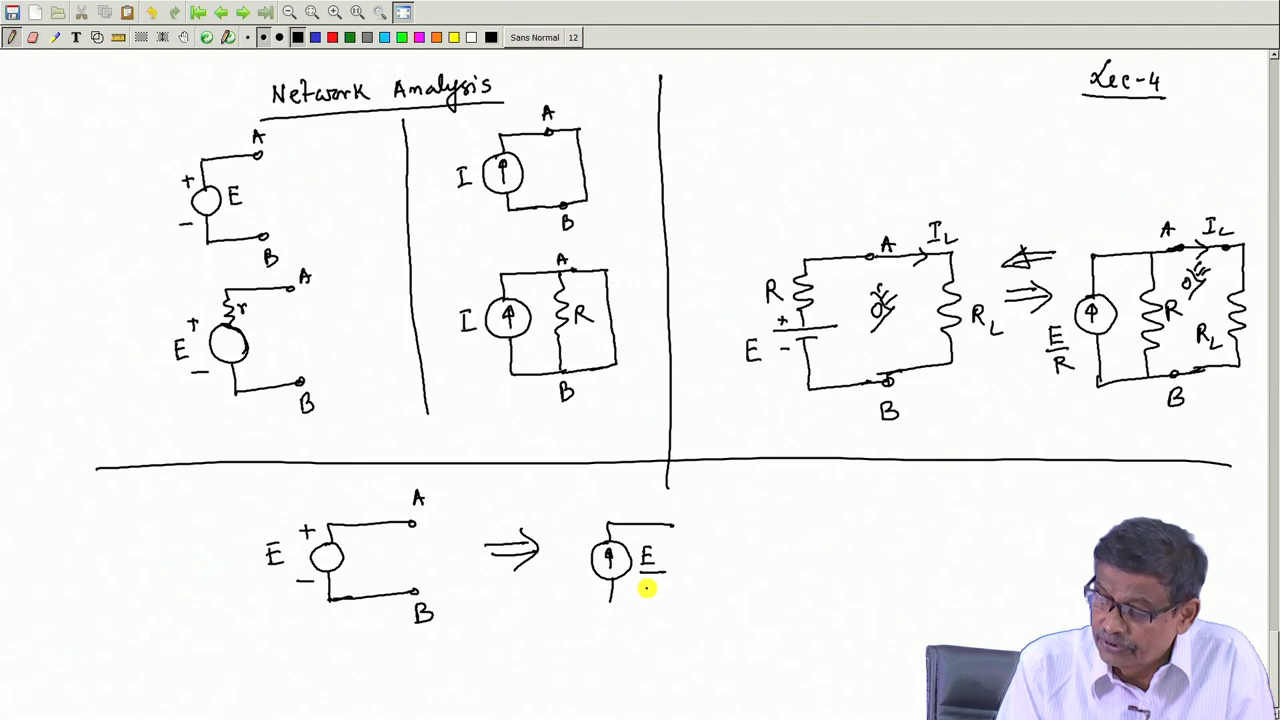 Sans Normal 12
Network Analysis
Lec-4
A
+
E
-
B
A
r
+
E
-
B
A
I
B
A
I
R
B
A
I_L
R
+
E
-
R_L
B
A
I_L
E/R
R
R_L
B
A
+
E
-
B
E